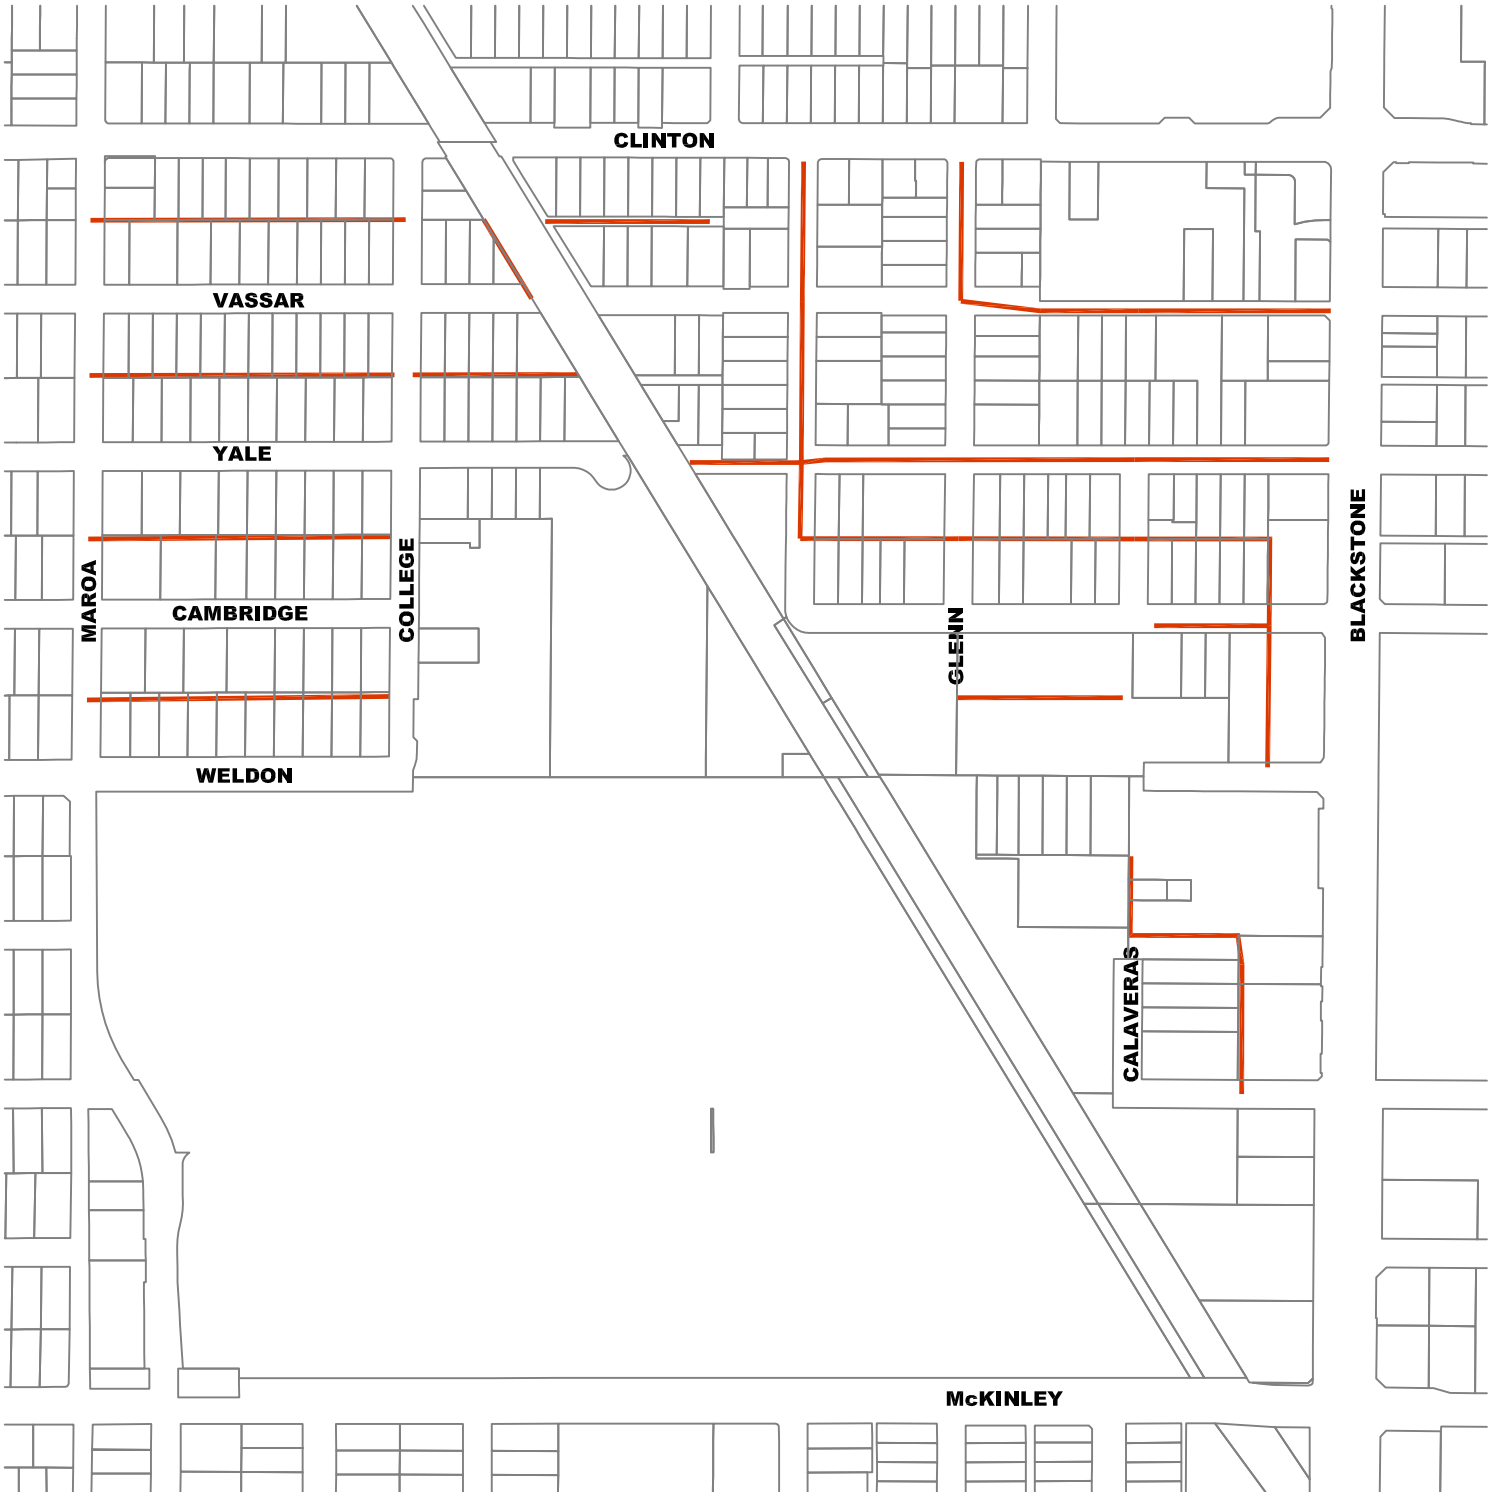 CLINTON
VASSAR
YALE
BLACKSTONE
COLLEGE
MAROA
CAMBRIDGE
GLENN
WELDON
CALAVERAS
McKINLEY